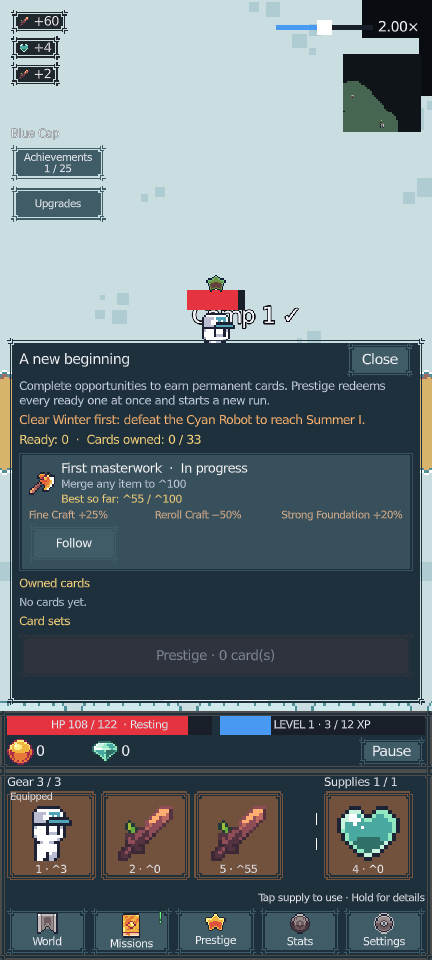 +60
2.00×
+4
+2
Blue Cap
Achievements
1 / 25
Upgrades
Camp 1 ✓
A new beginning
Close
Complete opportunities to earn permanent cards. Prestige redeems
every ready one at once and starts a new run.
Clear Winter first: defeat the Cyan Robot to reach Summer I.
Ready: 0 · Cards owned: 0 / 33
First masterwork · In progress
Merge any item to ^100
Best so far: ^55 / ^100
Fine Craft +25% Reroll Craft −50% Strong Foundation +20%
Follow
Owned cards
No cards yet.
Card sets
Prestige · 0 card(s)
HP 108 / 122 · Resting
LEVEL 1 · 3 / 12 XP
0
0
Pause
Gear 3 / 3
Supplies 1 / 1
Equipped
1 · ^3
2 · ^0
5 · ^55
4 · ^0
Tap supply to use · Hold for details
World
Missions
!
Prestige
Stats
Settings